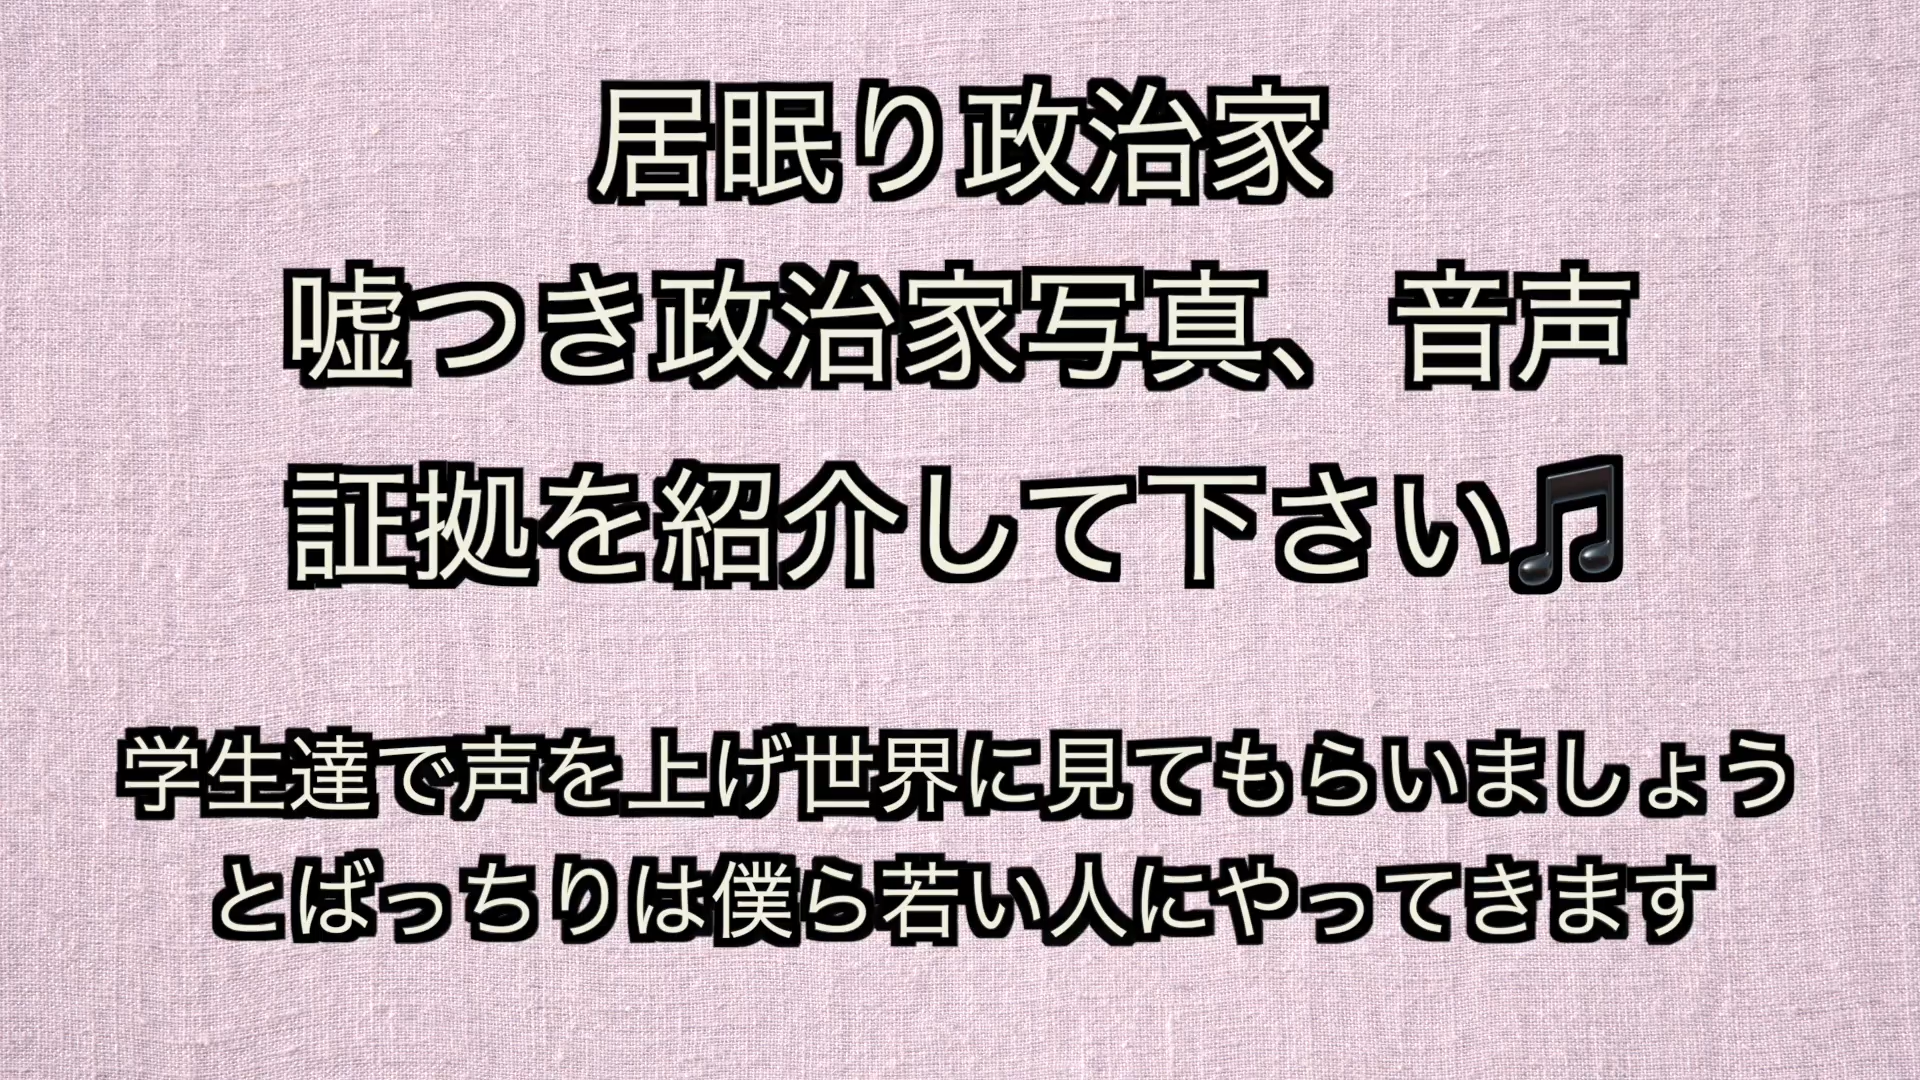 居眠り政治家
嘘つき政治家写真、音声
証拠を紹介して下さい🎵
学生達で声を上げ世界に見てもらいましょう
とばっちりは僕ら若い人にやってきます